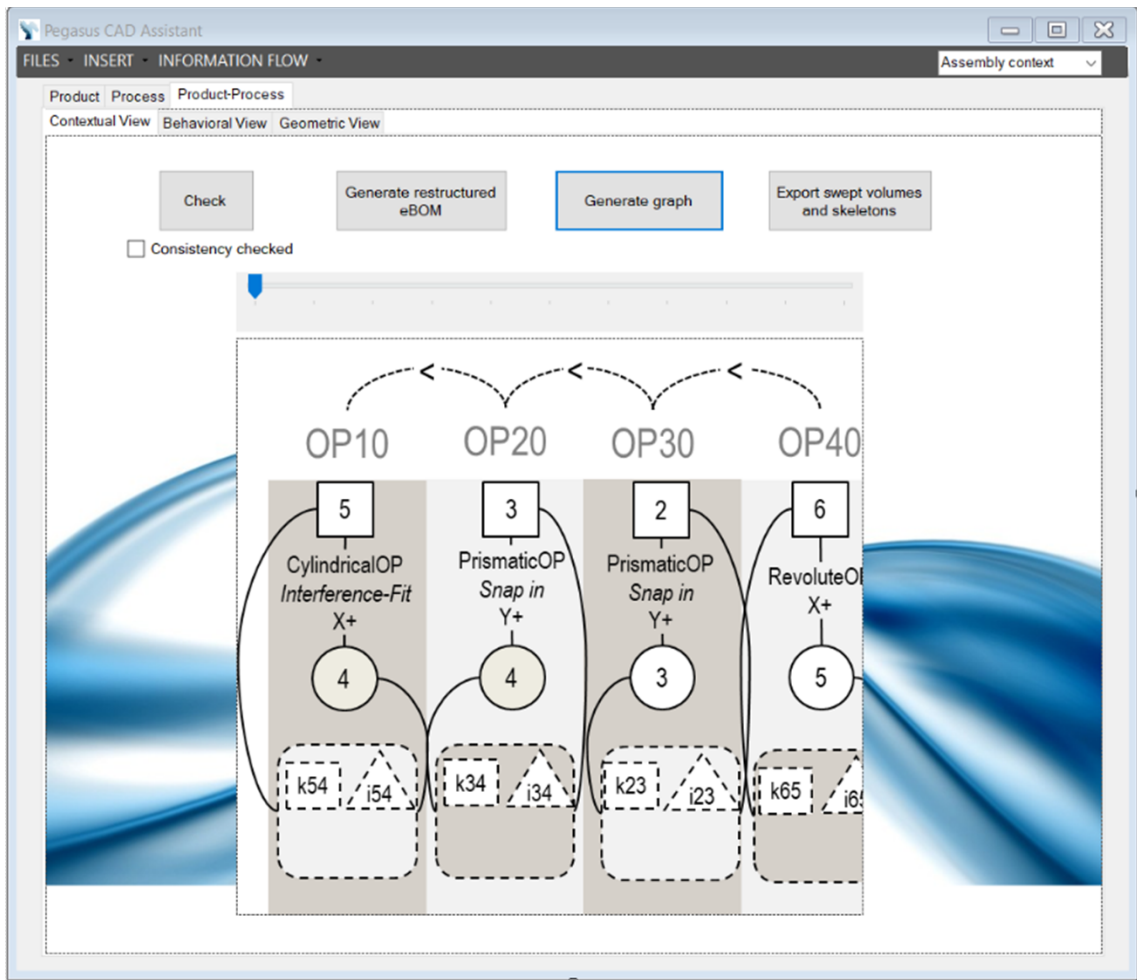 Pegasus CAD Assistant
FILES INSERT INFORMATION FLOW Assembly context
Product Process Product-Process
Contextual View Behavioral View Geometric View
Check
Generate restructured
eBOM
Generate graph
Export swept volumes
and skeletons
Consistency checked
< < <
OP10 OP20 OP30 OP40
5 3 2 6
CylindricalOP PrismaticOP PrismaticOP RevoluteOP
Interference-Fit Snap in Snap in X+
X+ Y+ Y+
4 4 3 5
k54 i54 k34 i34 k23 i23 k65 i65